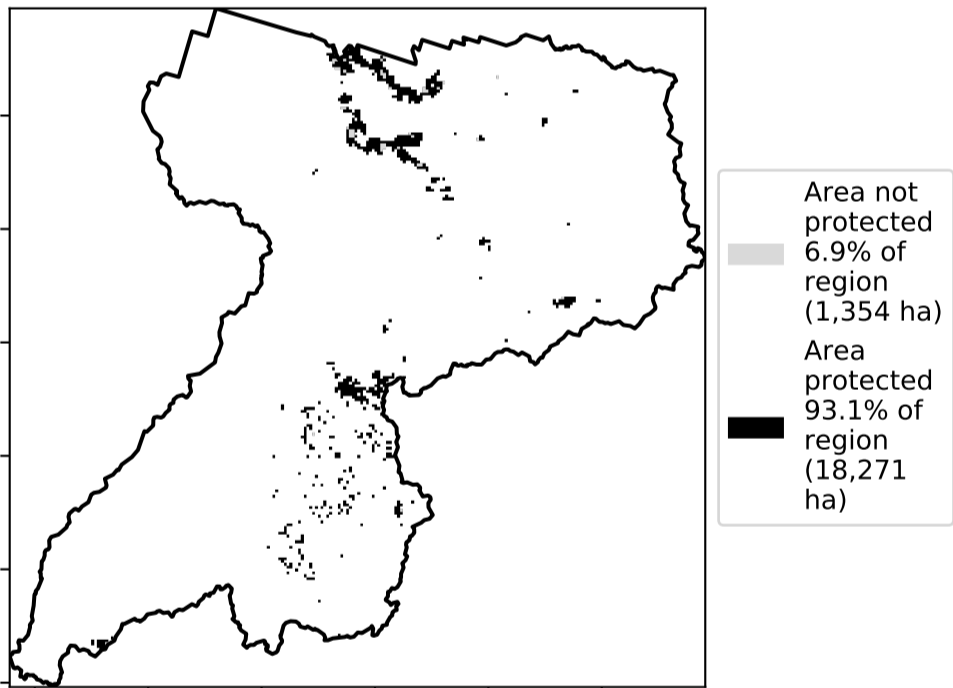 Area not
protected
6.9% of
region
(1,354 ha)
Area
protected
93.1% of
region
(18,271
ha)